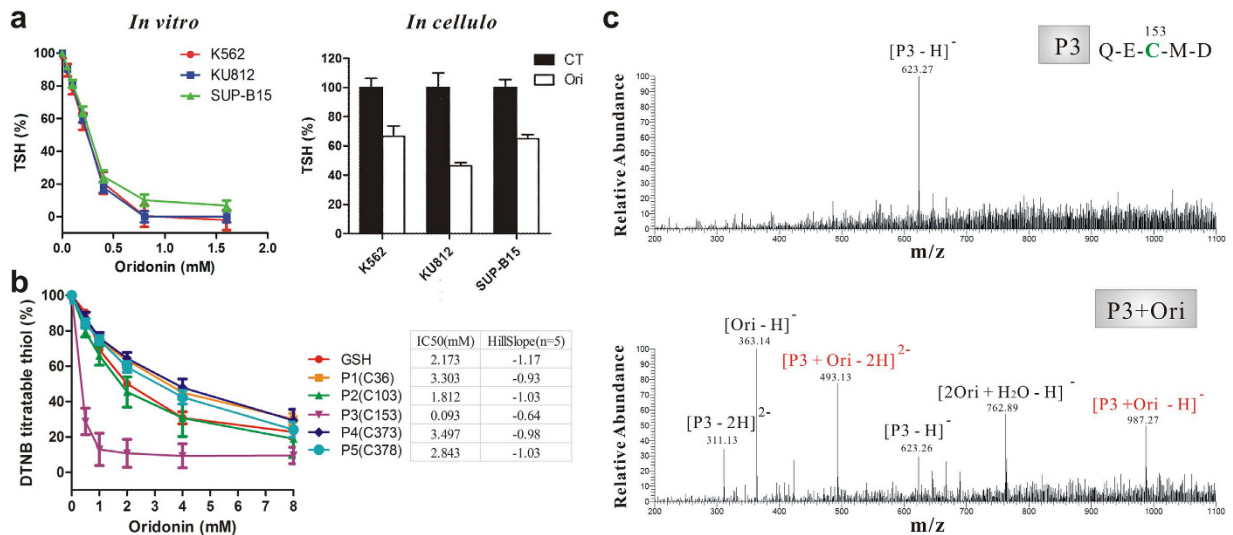 a
In vitro
In cellulo
TSH (%)
100
80
60
40
20
0
0.0 0.5 1.0 1.5 2.0
Oridonin (mM)
K562
KU812
SUP-B15
TSH (%)
120
100
80
60
40
20
0
K562 KU812 SUP-B15
CT
Ori
b
DTNB titratable thiol (%)
100
80
60
40
20
0
0 1 2 3 4 5 6 7 8
Oridonin (mM)
IC50(mM) HillSlope(n=5)
GSH 2.173 -1.17
P1(C36) 3.303 -0.93
P2(C103) 1.812 -1.03
P3(C153) 0.093 -0.64
P4(C373) 3.497 -0.98
P5(C378) 2.843 -1.03
c
P3
153
Q-E-C-M-D
[P3 - H]-
623.27
Relative Abundance
100
90
80
70
60
50
40
30
20
10
0
200 300 400 500 600 700 800 900 1000 1100
m/z
P3+Ori
[Ori - H]-
363.14
[P3 + Ori - 2H]2-
493.13
[P3 - 2H]2-
311.13
[P3 - H]-
623.26
[2Ori + H2O - H]-
762.89
[P3 +Ori - H]-
987.27
Relative Abundance
100
90
80
70
60
50
40
30
20
10
0
200 300 400 500 600 700 800 900 1000 1100
m/z